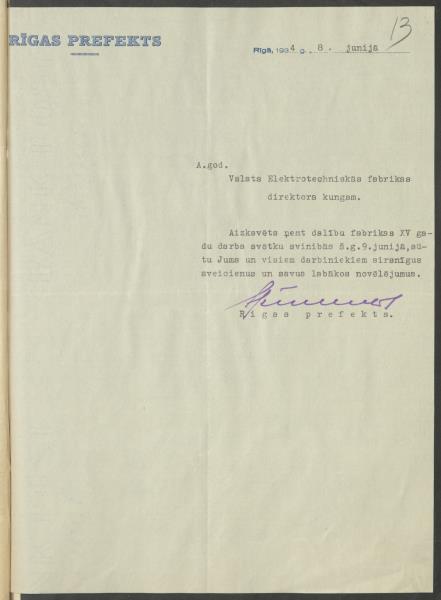 13
RĪGAS PREFEKTS
Rīgā, 1934 g. 8. junijā
A.god.
Valsts Elektrotechniskās fabrikas
direktora kungam.
Aizkavēts ņemt dalību fabrikas XV ga-
du darba svētku svinībās š.g.9.junijā,sū-
tu Jums un visiem darbiniekiem sirsnīgus
sveicienus un savus labākos novēlējumus.
Rīgas prefekts.